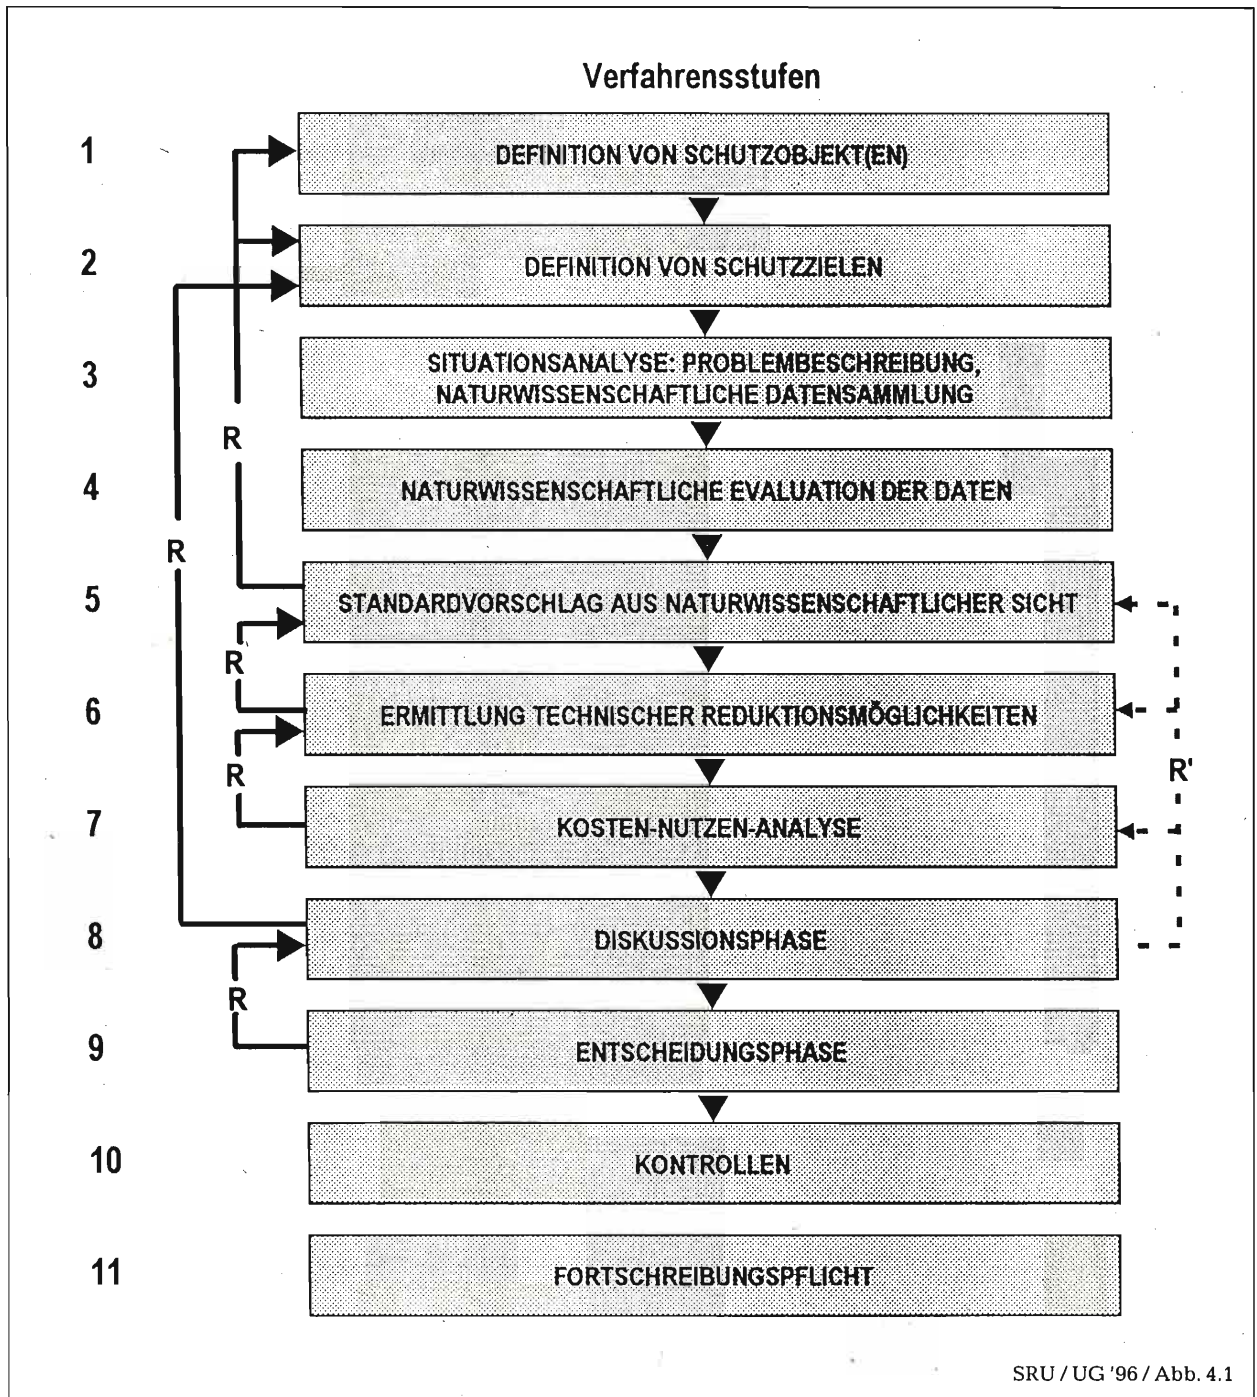 Verfahrensstufen
1
DEFINITION VON SCHUTZOBJEKT(EN)
2
DEFINITION VON SCHUTZZIELEN
3
SITUATIONSANALYSE: PROBLEMBESCHREIBUNG,
NATURWISSENSCHAFTLICHE DATENSAMMLUNG
R
4
NATURWISSENSCHAFTLICHE EVALUATION DER DATEN
R
5
STANDARDVORSCHLAG AUS NATURWISSENSCHAFTLICHER SICHT
R
6
ERMITTLUNG TECHNISCHER REDUKTIONSMÖGLICHKEITEN
R
R'
7
KOSTEN-NUTZEN-ANALYSE
8
DISKUSSIONSPHASE
R
9
ENTSCHEIDUNGSPHASE
10
KONTROLLEN
11
FORTSCHREIBUNGSPFLICHT
SRU / UG '96 / Abb. 4.1